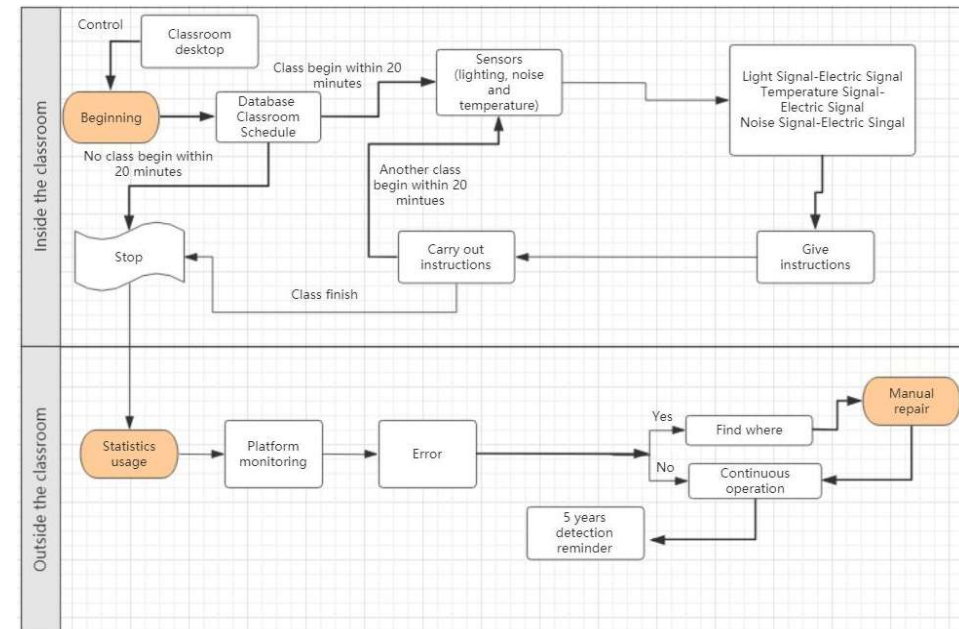 Inside the classroom
Control
Classroom
desktop
Beginning
Database
Classroom
Schedule
Class begin within 20
minutes
No class begin within
20 minutes
Sensors
(lighting, noise
and
temperature)
Light Signal-Electric Signal
Temperature Signal-
Electric Signal
Noise Signal-Electric Singal
Another class
begin within 20
mintues
Stop
Carry out
instructions
Give
instructions
Class finish
Outside the classroom
Statistics
usage
Platform
monitoring
Error
Yes
No
Find where
Manual
repair
Continuous
operation
5 years
detection
reminder